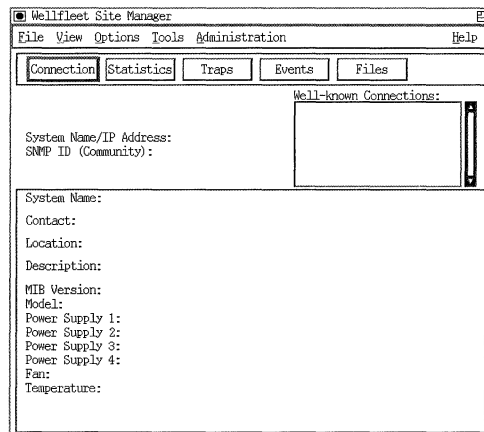 Wellfleet Site Manager
File View Options Tools Administration Help
Connection Statistics Traps Events Files
Well-known Connections:
System Name/IP Address:
SNMP ID (Community):
System Name:
Contact:
Location:
Description:
MIB Version:
Model:
Power Supply 1:
Power Supply 2:
Power Supply 3:
Power Supply 4:
Fan:
Temperature: